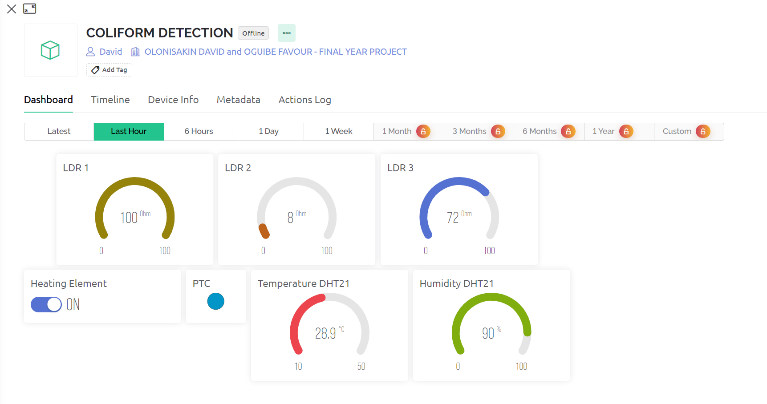 COLIFORM DETECTION Offline
David OLONISAKIN DAVID and OGUIBE FAVOUR - FINAL YEAR PROJECT
Add Tag
Dashboard Timeline Device Info Metadata Actions Log
Latest Last Hour 6 Hours 1 Day 1 Week 1 Month 3 Months 6 Months 1 Year Custom
LDR 1 LDR 2 LDR 3
100 Ohm 8 Ohm 72 Ohm
0 100 0 100 0 100
Heating Element PTC Temperature DHT21 Humidity DHT21
ON 28.9 °C 90 %
10 50 0 100